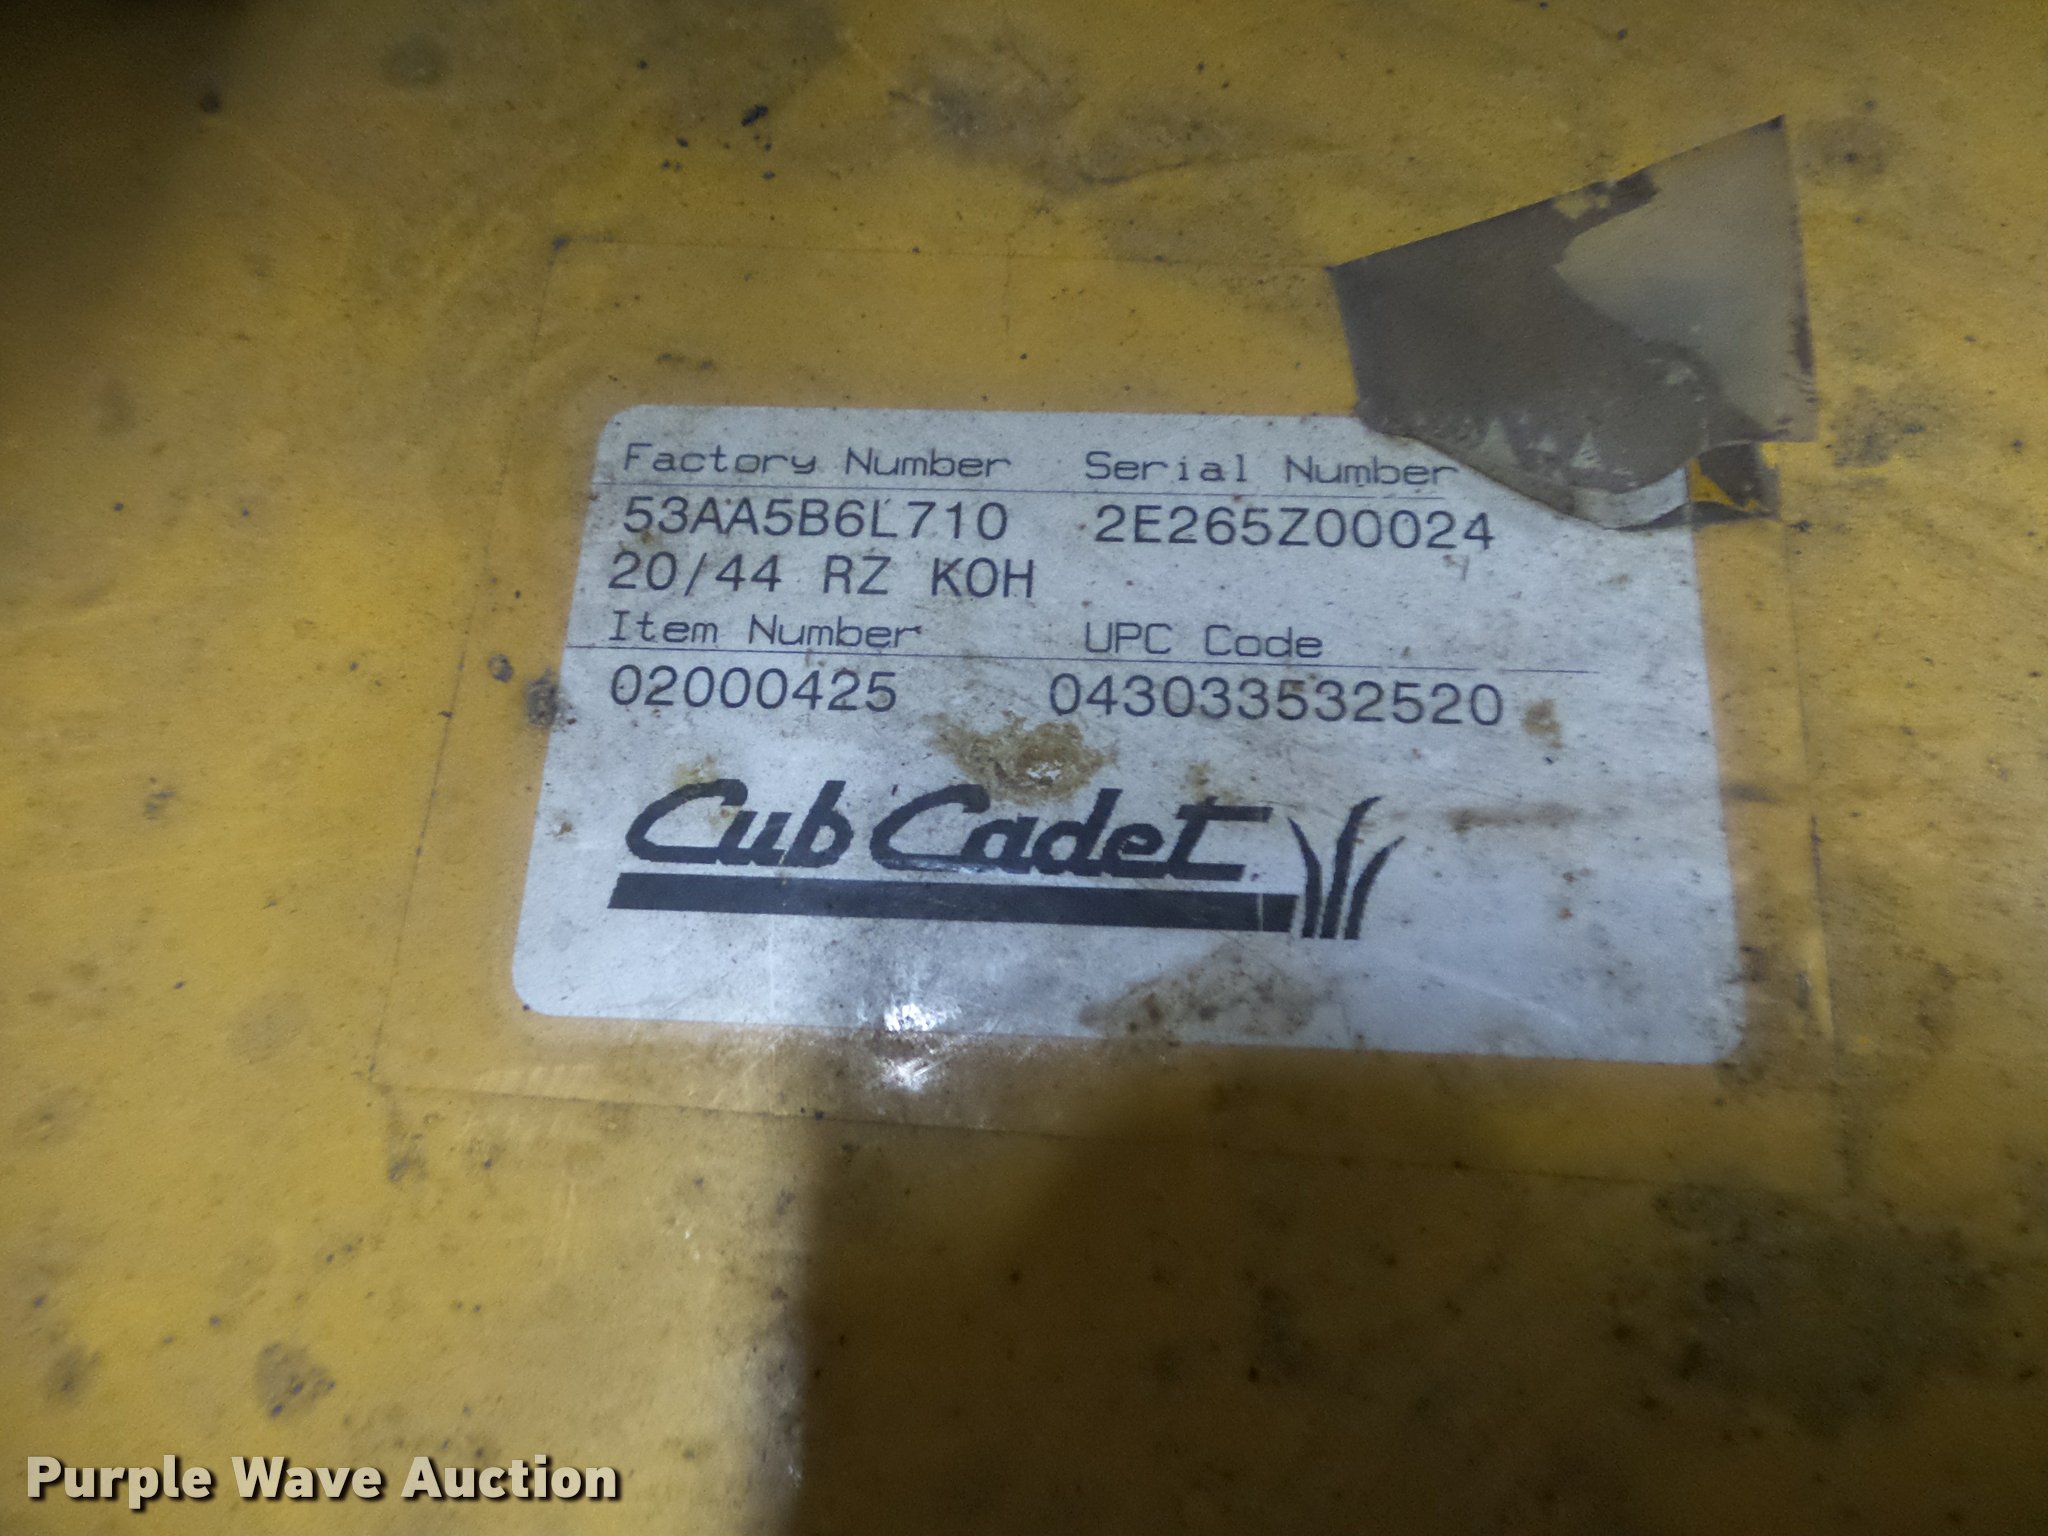 Factory Number Serial Number
53AA5B6L710 2E265Z00024
20/44 RZ KOH
Item Number UPC Code
02000425 043033532520
Cub Cadet
Purple Wave Auction